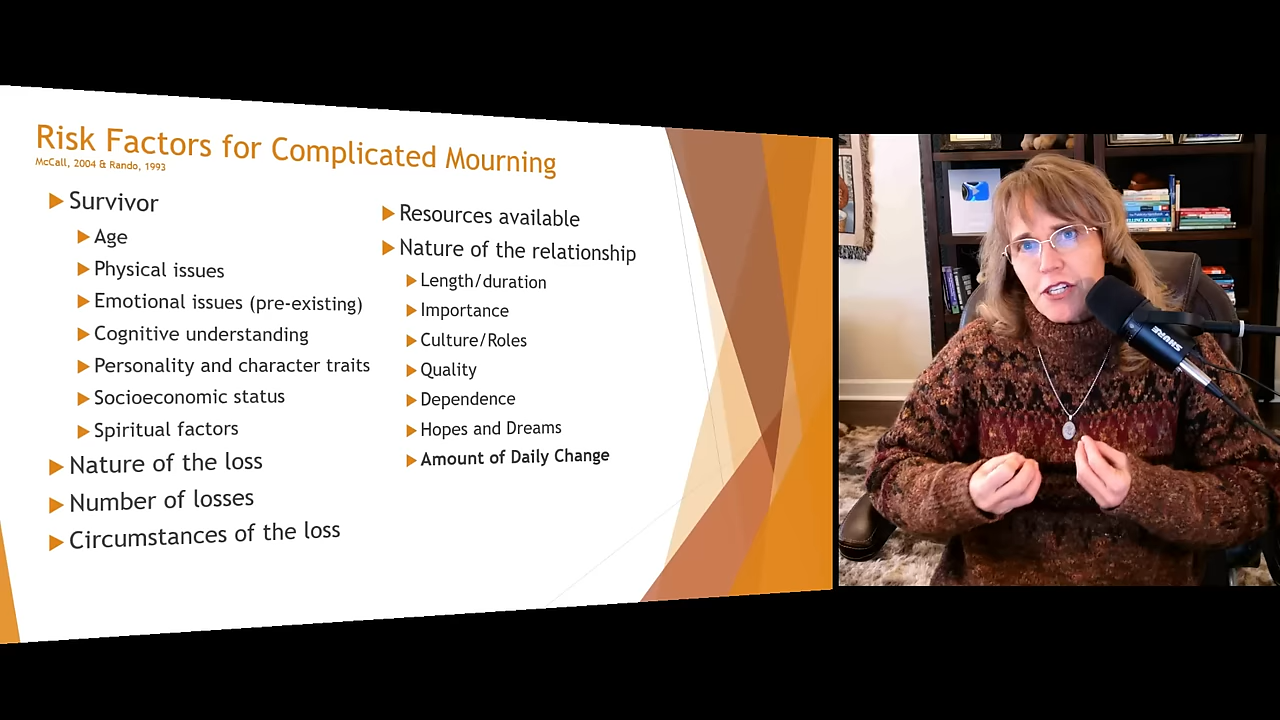 Risk Factors for Complicated Mourning
McCall, 2004 & Rando, 1993
Survivor
Age
Physical issues
Emotional issues (pre-existing)
Cognitive understanding
Personality and character traits
Socioeconomic status
Spiritual factors
Nature of the loss
Number of losses
Circumstances of the loss
Resources available
Nature of the relationship
Length/duration
Importance
Culture/Roles
Quality
Dependence
Hopes and Dreams
Amount of Daily Change
SHURE